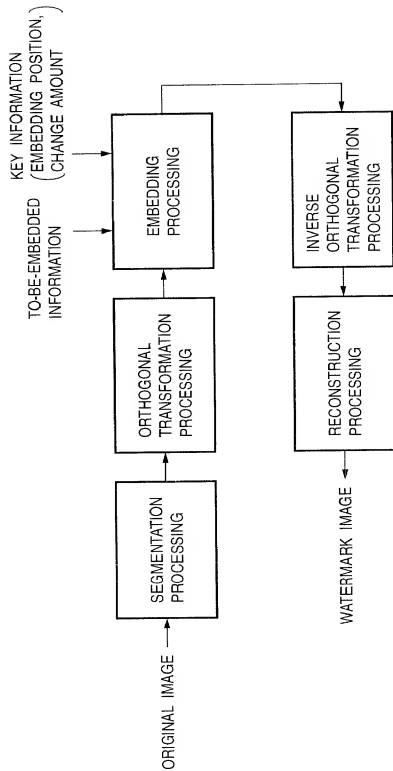 KEY INFORMATION
(EMBEDDING POSITION,
CHANGE AMOUNT)
TO-BE-EMBEDDED
INFORMATION
ORIGINAL IMAGE
SEGMENTATION
PROCESSING
ORTHOGONAL
TRANSFORMATION
PROCESSING
EMBEDDING
PROCESSING
INVERSE
ORTHOGONAL
TRANSFORMATION
PROCESSING
RECONSTRUCTION
PROCESSING
WATERMARK IMAGE